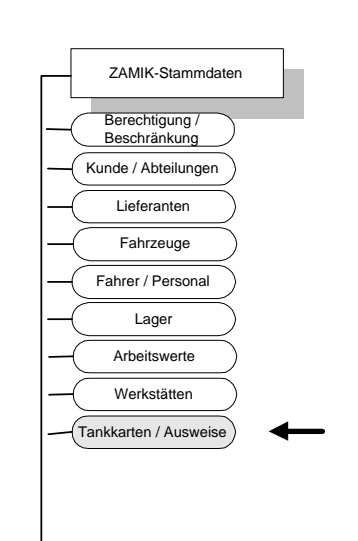 ZAMIK-Stammdaten
Berechtigung /
Beschränkung
Kunde / Abteilungen
Lieferanten
Fahrzeuge
Fahrer / Personal
Lager
Arbeitswerte
Werkstätten
Tankkarten / Ausweise